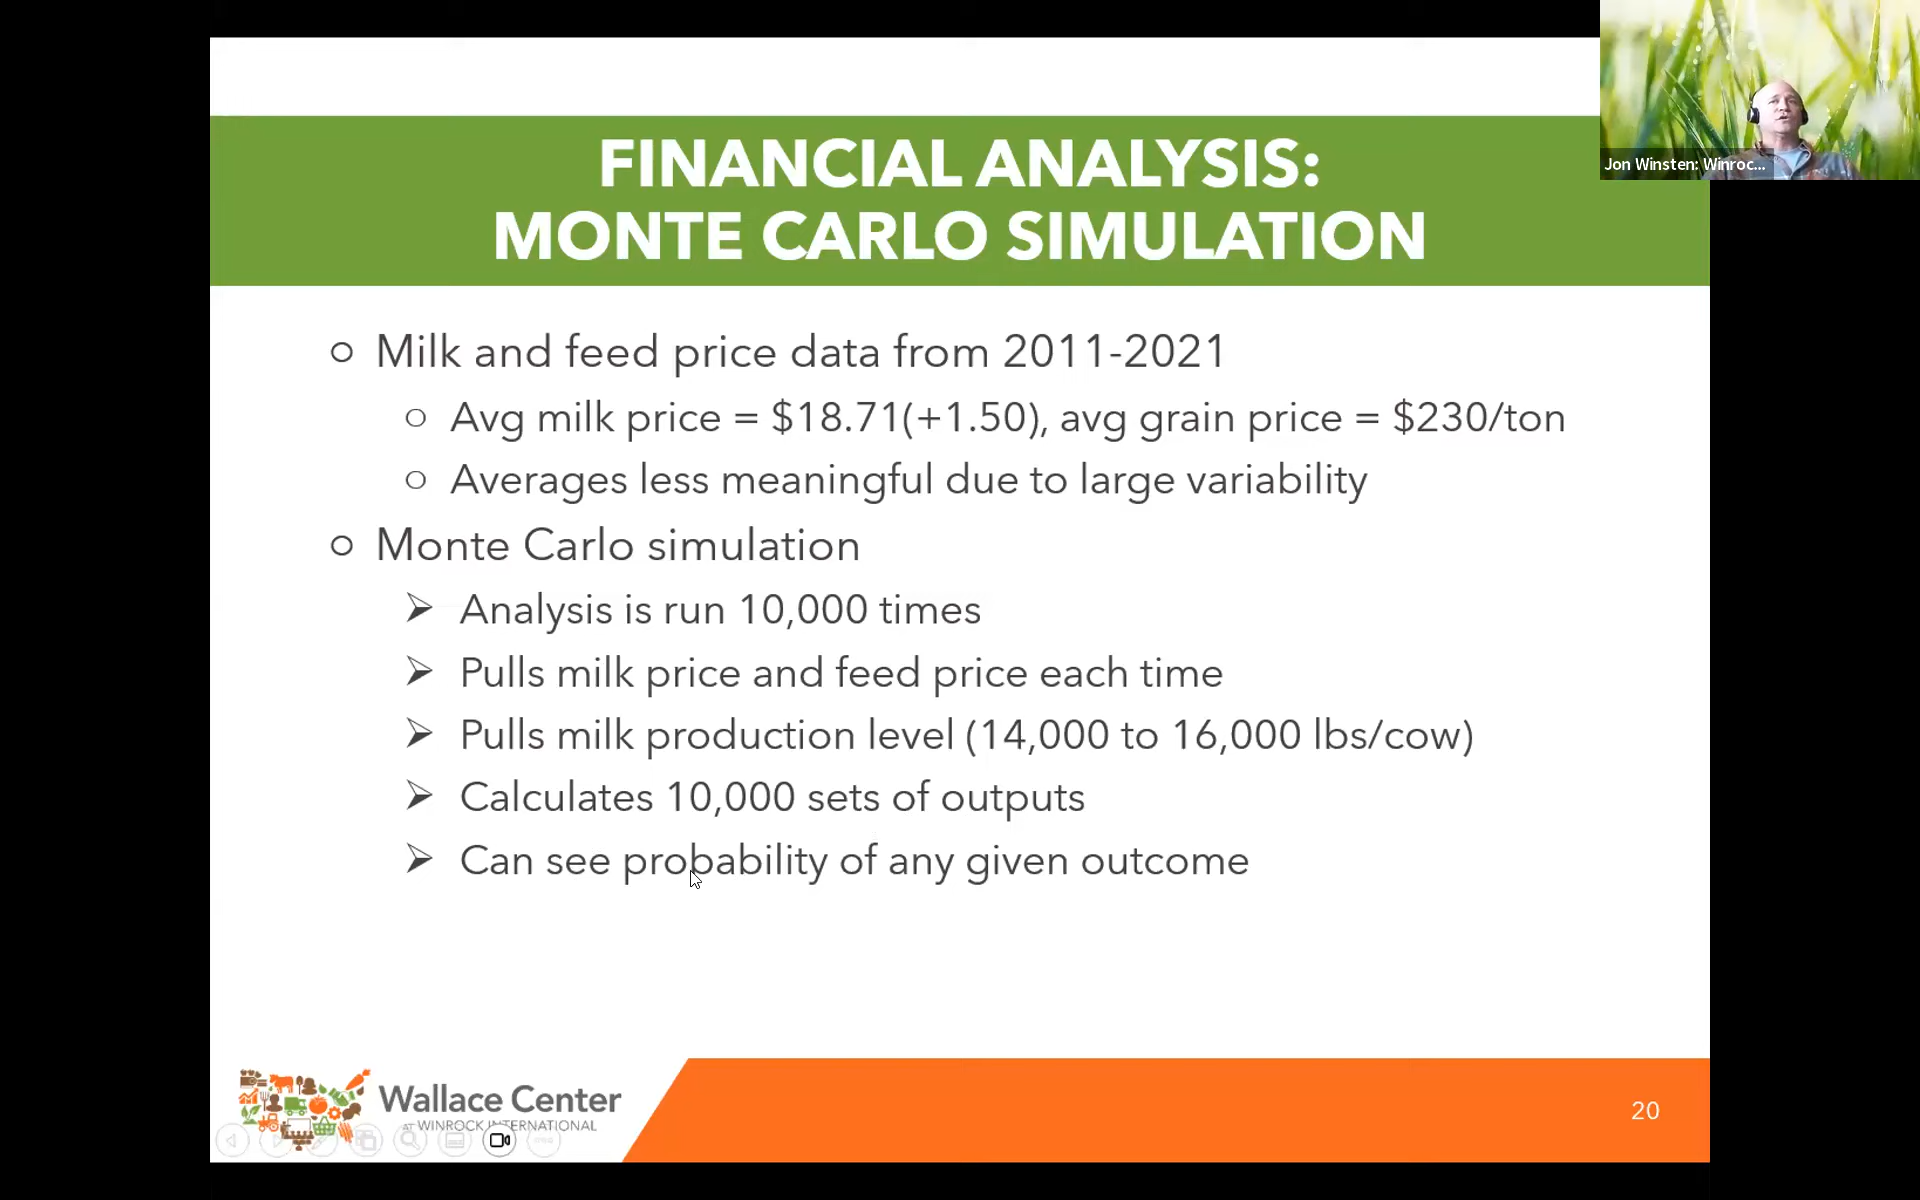 Jon Winsten: Winroc...
FINANCIAL ANALYSIS:
MONTE CARLO SIMULATION
Milk and feed price data from 2011-2021
Avg milk price = $18.71(+1.50), avg grain price = $230/ton
Averages less meaningful due to large variability
Monte Carlo simulation
Analysis is run 10,000 times
Pulls milk price and feed price each time
Pulls milk production level (14,000 to 16,000 lbs/cow)
Calculates 10,000 sets of outputs
Can see probability of any given outcome
Wallace Center
AT WINROCK INTERNATIONAL
20